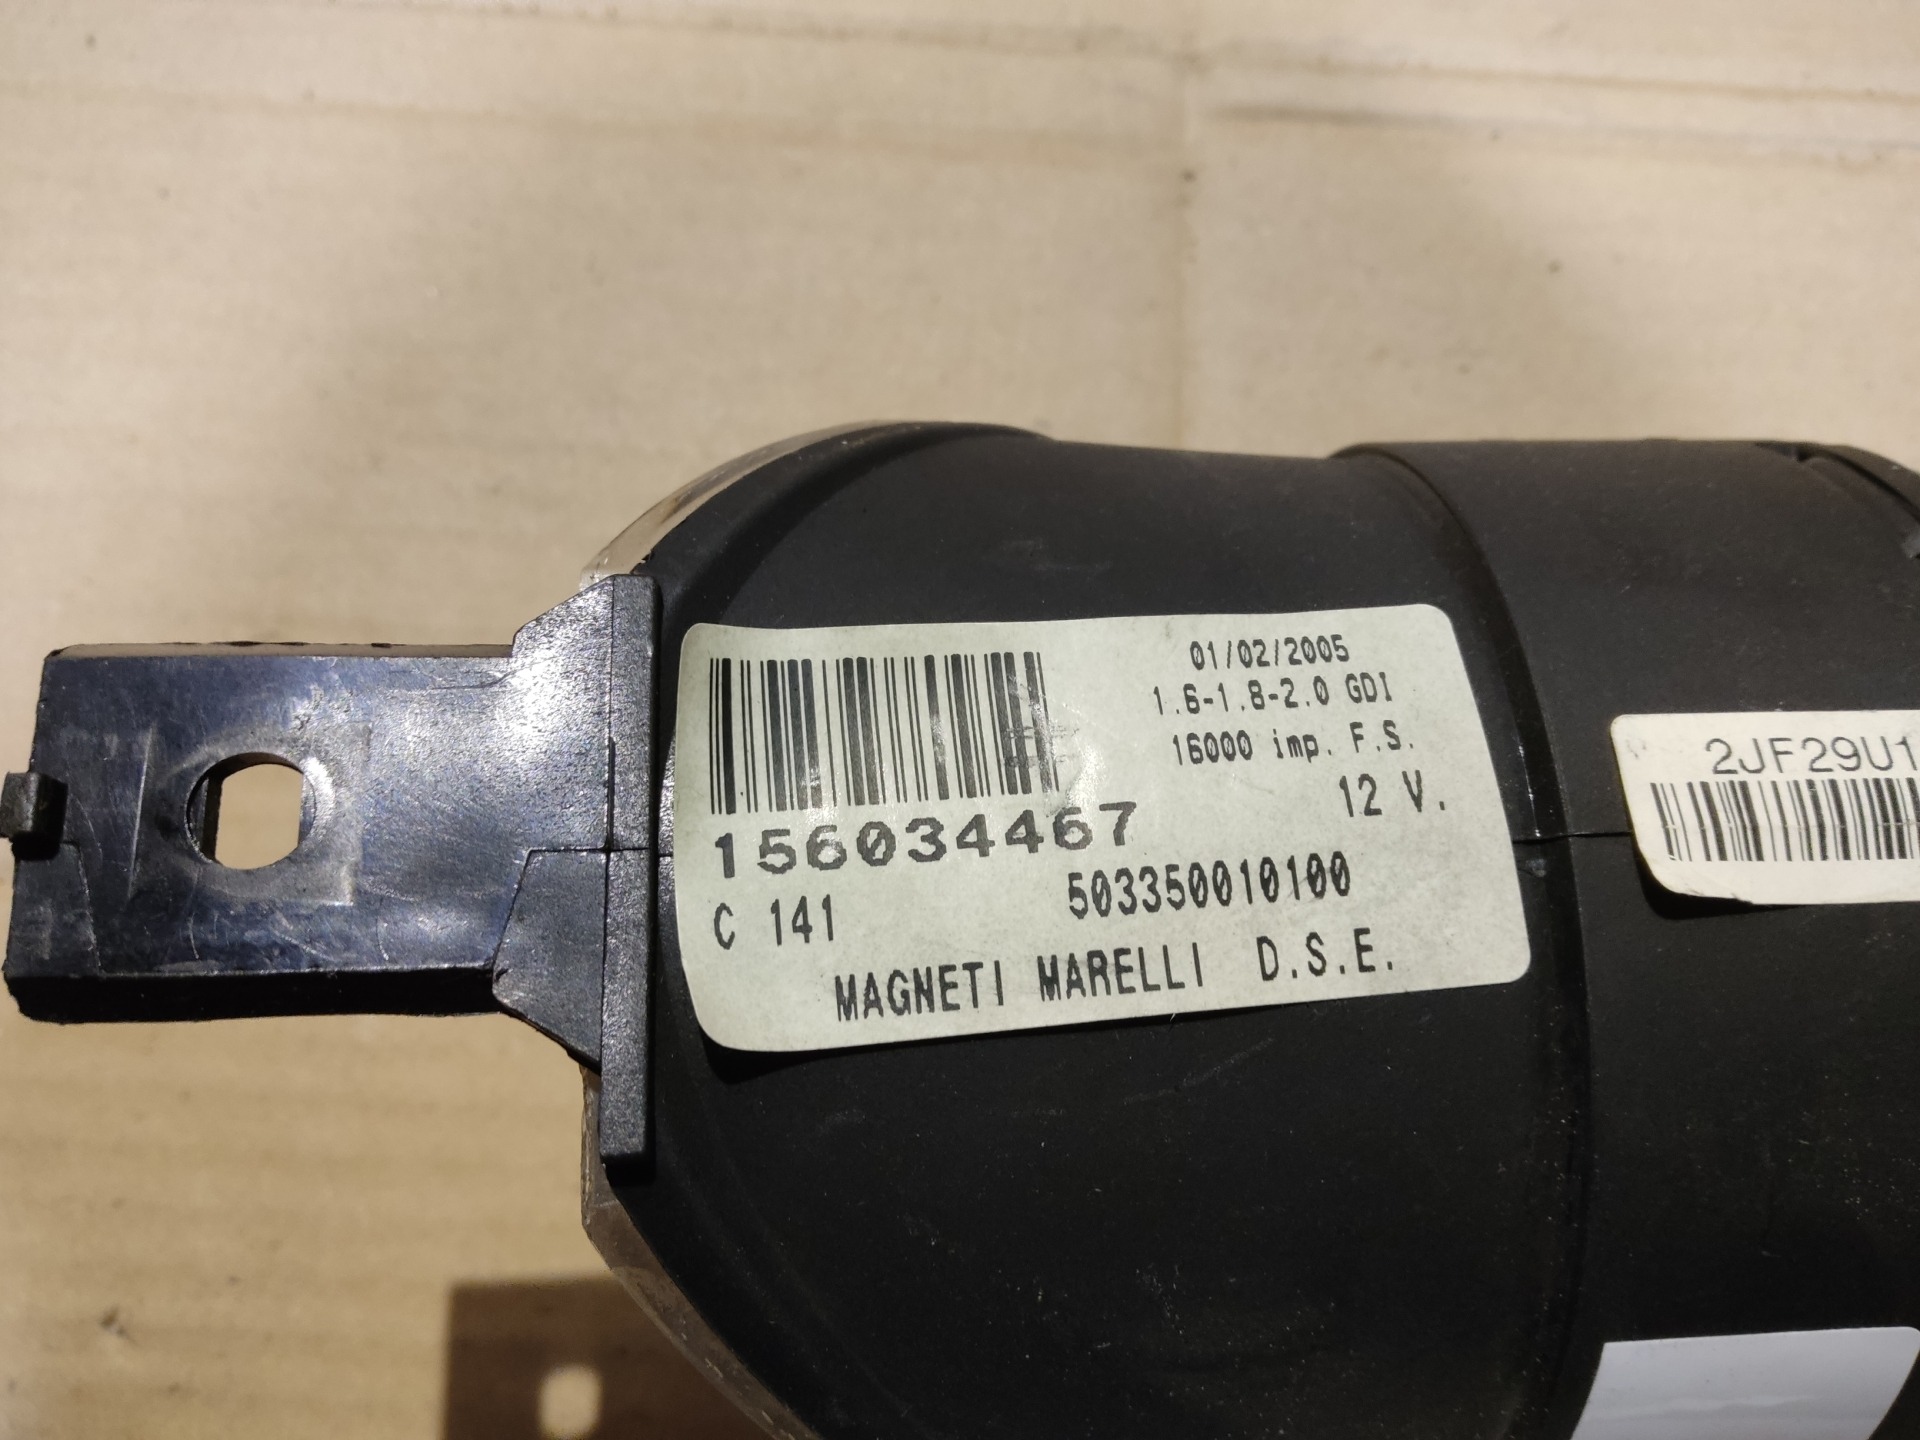 01/02/2005
1.6-1.8-2.0 GDI
16000 imp. F.S.
12 V.
156034467
C 141 503350010100
MAGNETI MARELLI D.S.E.
2JF29U1